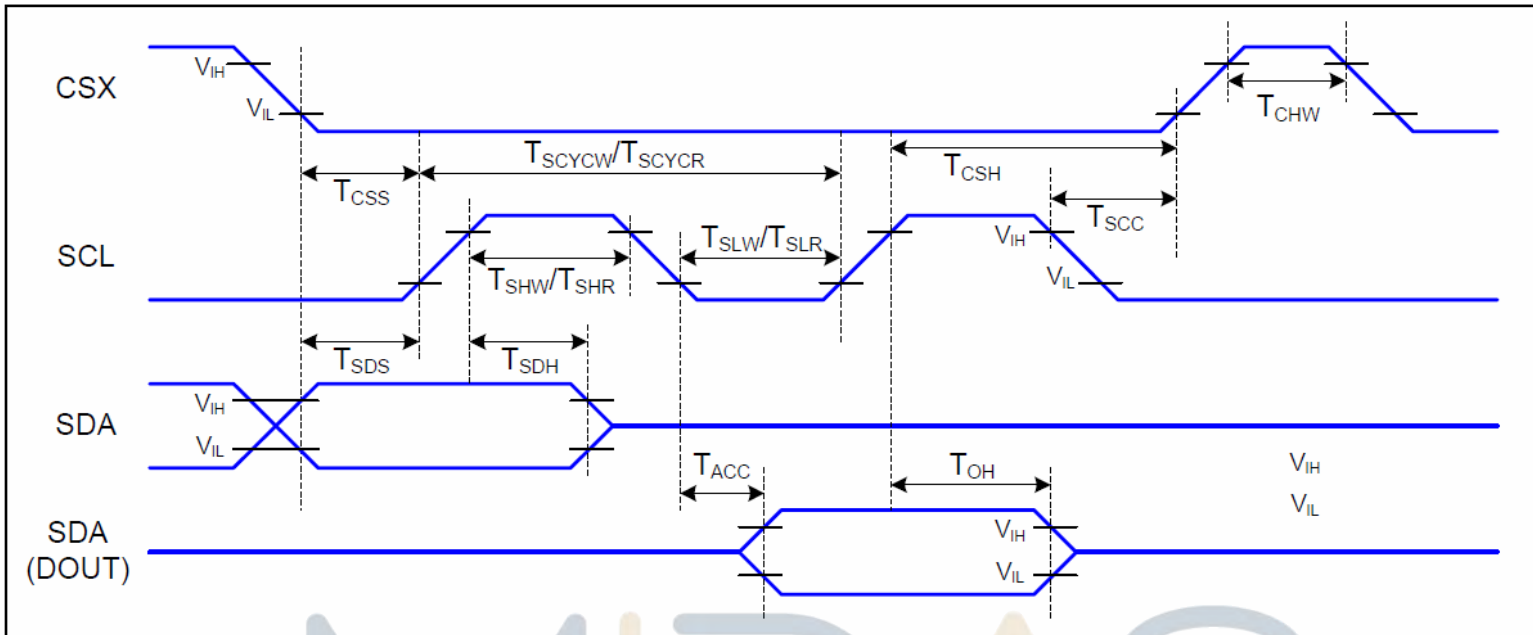 CSX
VIH
VIL
TCHW
TSCYCW/TSCYCR
TCSS
TCSH
TSCC
SCL
TSHW/TSHR
TSLW/TSLR
VIH
VIL
TSDS
TSDH
SDA
VIH
VIL
TACC
TOH
VIH
VIL
SDA
(DOUT)
VIH
VIL